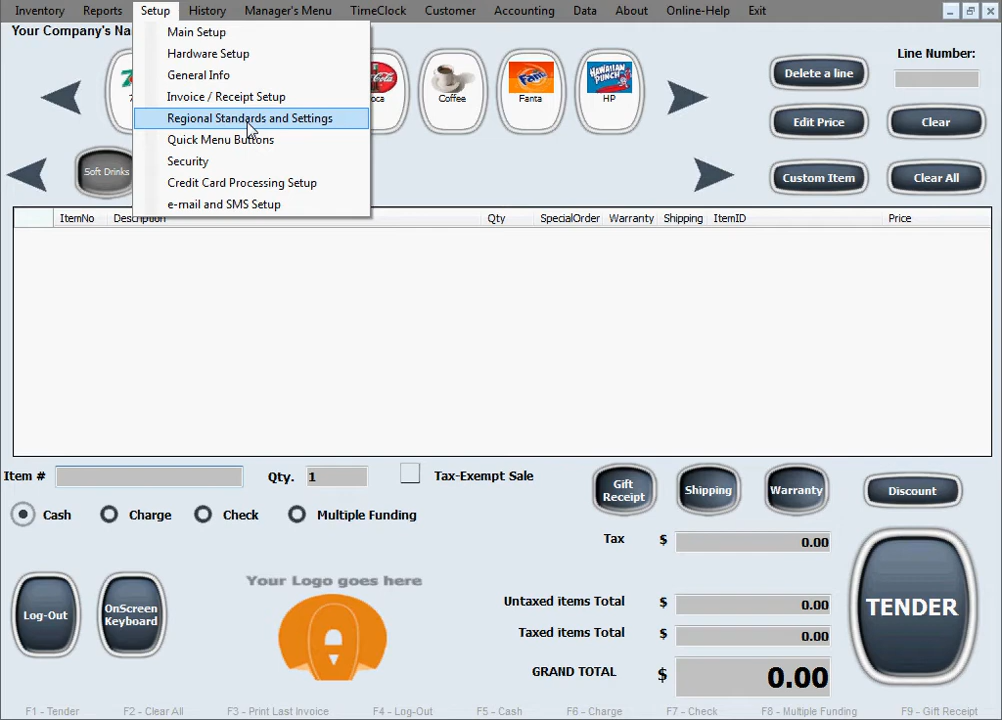 Inventory Reports Setup History Manager's Menu TimeClock Customer Accounting Data About Online-Help Exit
Your Company's Na
Main Setup
Hardware Setup
General Info
Invoice / Receipt Setup
Regional Standards and Settings
Quick Menu Buttons
Security
Credit Card Processing Setup
e-mail and SMS Setup
7
oca
Coffee
Fanta
Fanta
HAWAIIAN PUNCH
HP
Soft Drinks
Line Number:
Delete a line
Edit Price Clear
Custom Item Clear All
ItemNo Description Qty SpecialOrder Warranty Shipping ItemID Price
Item # Qty. 1 Tax-Exempt Sale
Cash Charge Check Multiple Funding
Gift Receipt Shipping Warranty Discount
Tax $ 0.00
Untaxed items Total $ 0.00
Taxed items Total $ 0.00
GRAND TOTAL $ 0.00
TENDER
Log-Out
OnScreen Keyboard
Your Logo goes here
F1 - Tender F2 - Clear All F3 - Print Last Invoice F4 - Log-Out F5 - Cash F6 - Charge F7 - Check F8 - Multiple Funding F9 - Gift Receipt